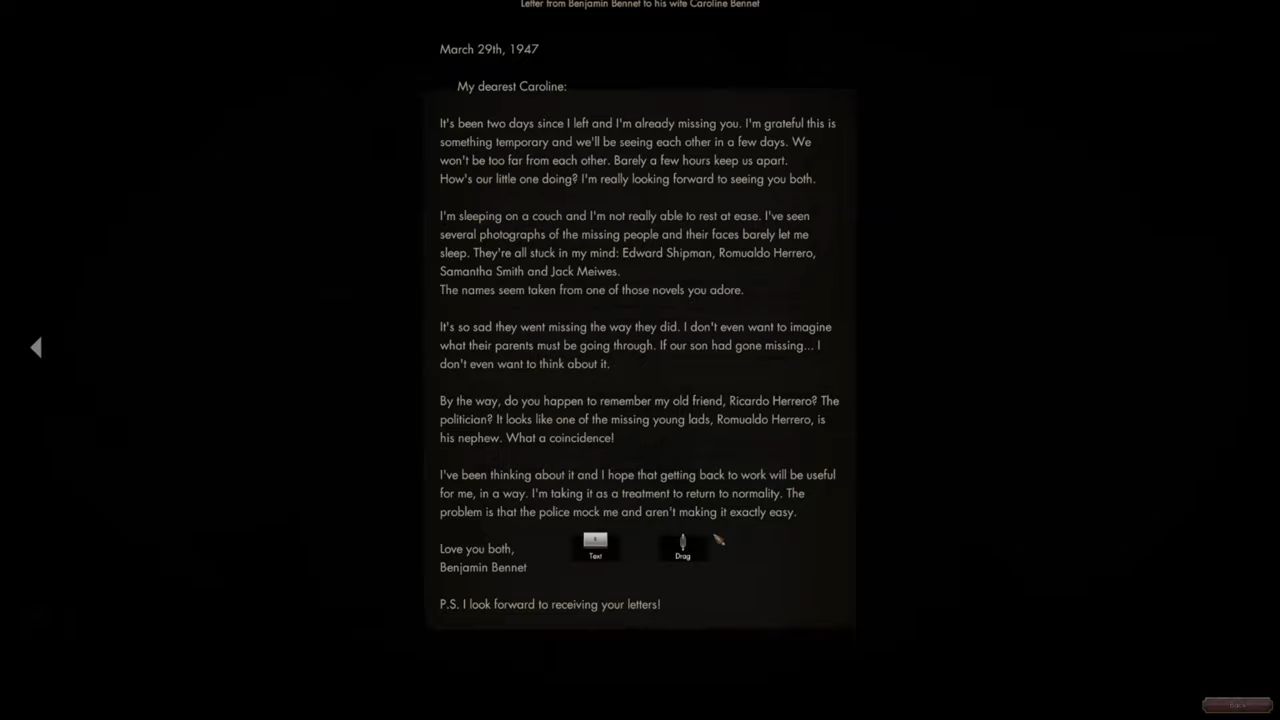 Letter from Benjamin Bennet to his wife Caroline Bennet
March 29th, 1947
My dearest Caroline:
It's been two days since I left and I'm already missing you. I'm grateful this is
something temporary and we'll be seeing each other in a few days. We
won't be too far from each other. Barely a few hours keep us apart.
How's our little one doing? I'm really looking forward to seeing you both.
I'm sleeping on a couch and I'm not really able to rest at ease. I've seen
several photographs of the missing people and their faces barely let me
sleep. They're all stuck in my mind: Edward Shipman, Romualdo Herrero,
Samantha Smith and Jack Meiwes.
The names seem taken from one of those novels you adore.
It's so sad they went missing the way they did. I don't even want to imagine
what their parents must be going through. If our son had gone missing... I
don't even want to think about it.
By the way, do you happen to remember my old friend, Ricardo Herrero? The
politician? It looks like one of the missing young lads, Romualdo Herrero, is
his nephew. What a coincidence!
I've been thinking about it and I hope that getting back to work will be useful
for me, in a way. I'm taking it as a treatment to return to normality. The
problem is that the police mock me and aren't making it exactly easy.
Love you both,
Benjamin Bennet
Text
Drag
P.S. I look forward to receiving your letters!
Back